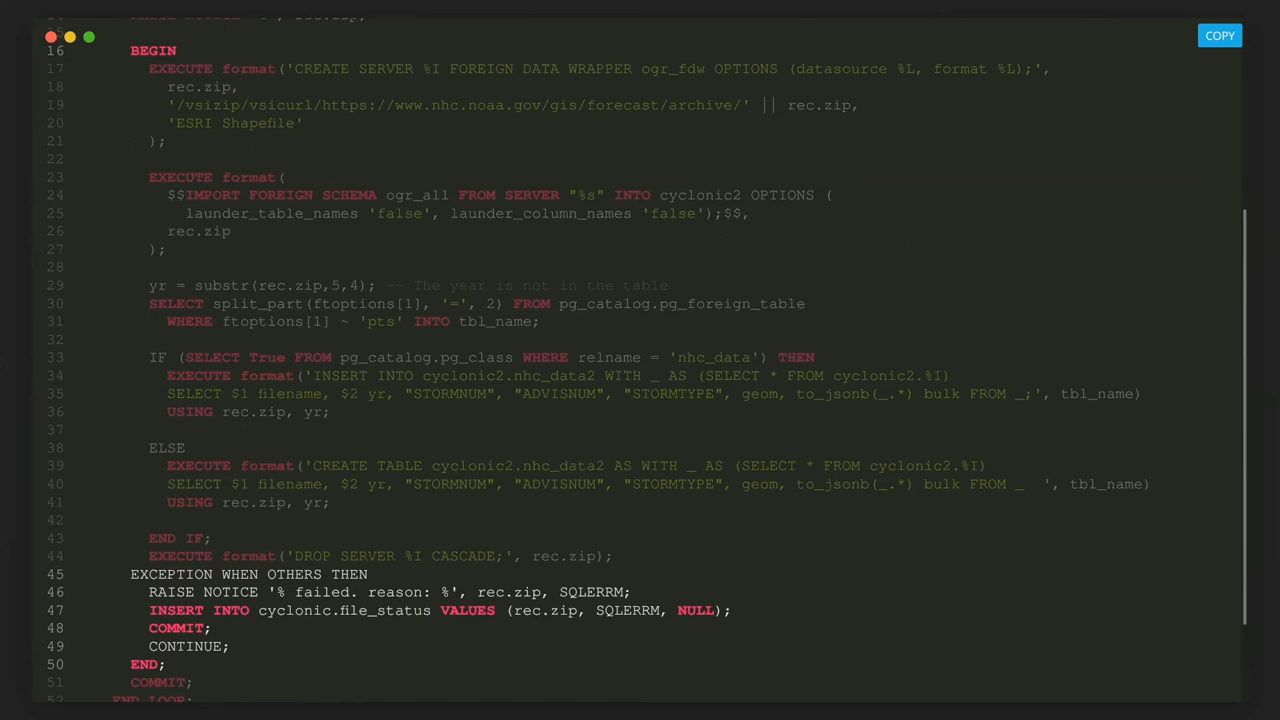 COPY
15
16 BEGIN
17 EXECUTE format('CREATE SERVER %I FOREIGN DATA WRAPPER ogr_fdw OPTIONS (datasource %L, format %L);',
18 rec.zip,
19 '/vsizip/vsicurl/https://www.nhc.noaa.gov/gis/forecast/archive/' || rec.zip,
20 'ESRI Shapefile'
21 );
22
23 EXECUTE format(
24 $$IMPORT FOREIGN SCHEMA ogr_all FROM SERVER "%s" INTO cyclonic2 OPTIONS (
25 launder_table_names 'false', launder_column_names 'false');$$,
26 rec.zip
27 );
28
29 yr = substr(rec.zip,5,4); -- The year is not in the table
30 SELECT split_part(ftoptions[1], '=', 2) FROM pg_catalog.pg_foreign_table
31 WHERE ftoptions[1] ~ 'pts' INTO tbl_name;
32
33 IF (SELECT True FROM pg_catalog.pg_class WHERE relname = 'nhc_data') THEN
34 EXECUTE format('INSERT INTO cyclonic2.nhc_data2 WITH _ AS (SELECT * FROM cyclonic2.%I)
35 SELECT $1 filename, $2 yr, "STORMNUM", "ADVISNUM", "STORMTYPE", geom, to_jsonb(_.*) bulk FROM _;', tbl_name)
36 USING rec.zip, yr;
37
38 ELSE
39 EXECUTE format('CREATE TABLE cyclonic2.nhc_data2 AS WITH _ AS (SELECT * FROM cyclonic2.%I)
40 SELECT $1 filename, $2 yr, "STORMNUM", "ADVISNUM", "STORMTYPE", geom, to_jsonb(_.*) bulk FROM _ ', tbl_name)
41 USING rec.zip, yr;
42
43 END IF;
44 EXECUTE format('DROP SERVER %I CASCADE;', rec.zip);
45 EXCEPTION WHEN OTHERS THEN
46 RAISE NOTICE '% failed. reason: %', rec.zip, SQLERRM;
47 INSERT INTO cyclonic.file_status VALUES (rec.zip, SQLERRM, NULL);
48 COMMIT;
49 CONTINUE;
50 END;
51 COMMIT;
52 END LOOP;